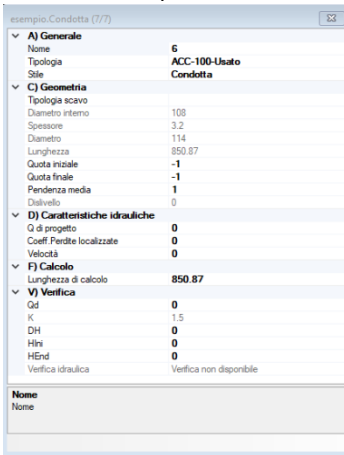 esempio.Condotta (7/7)
A) Generale
Nome 6
Tipologia ACC-100-Usato
Stile Condotta
C) Geometria
Tipologia scavo
Diametro interno 108
Spessore 3.2
Diametro 114
Lunghezza 850.87
Quota iniziale -1
Quota finale -1
Pendenza media 1
Dislivello 0
D) Caratteristiche idrauliche
Q di progetto 0
Coeff.Perdite localizzate 0
Velocità 0
F) Calcolo
Lunghezza di calcolo 850.87
V) Verifica
Qd 0
K 1.5
DH 0
HIni 0
HEnd 0
Verifica idraulica Verifica non disponibile
Nome
Nome